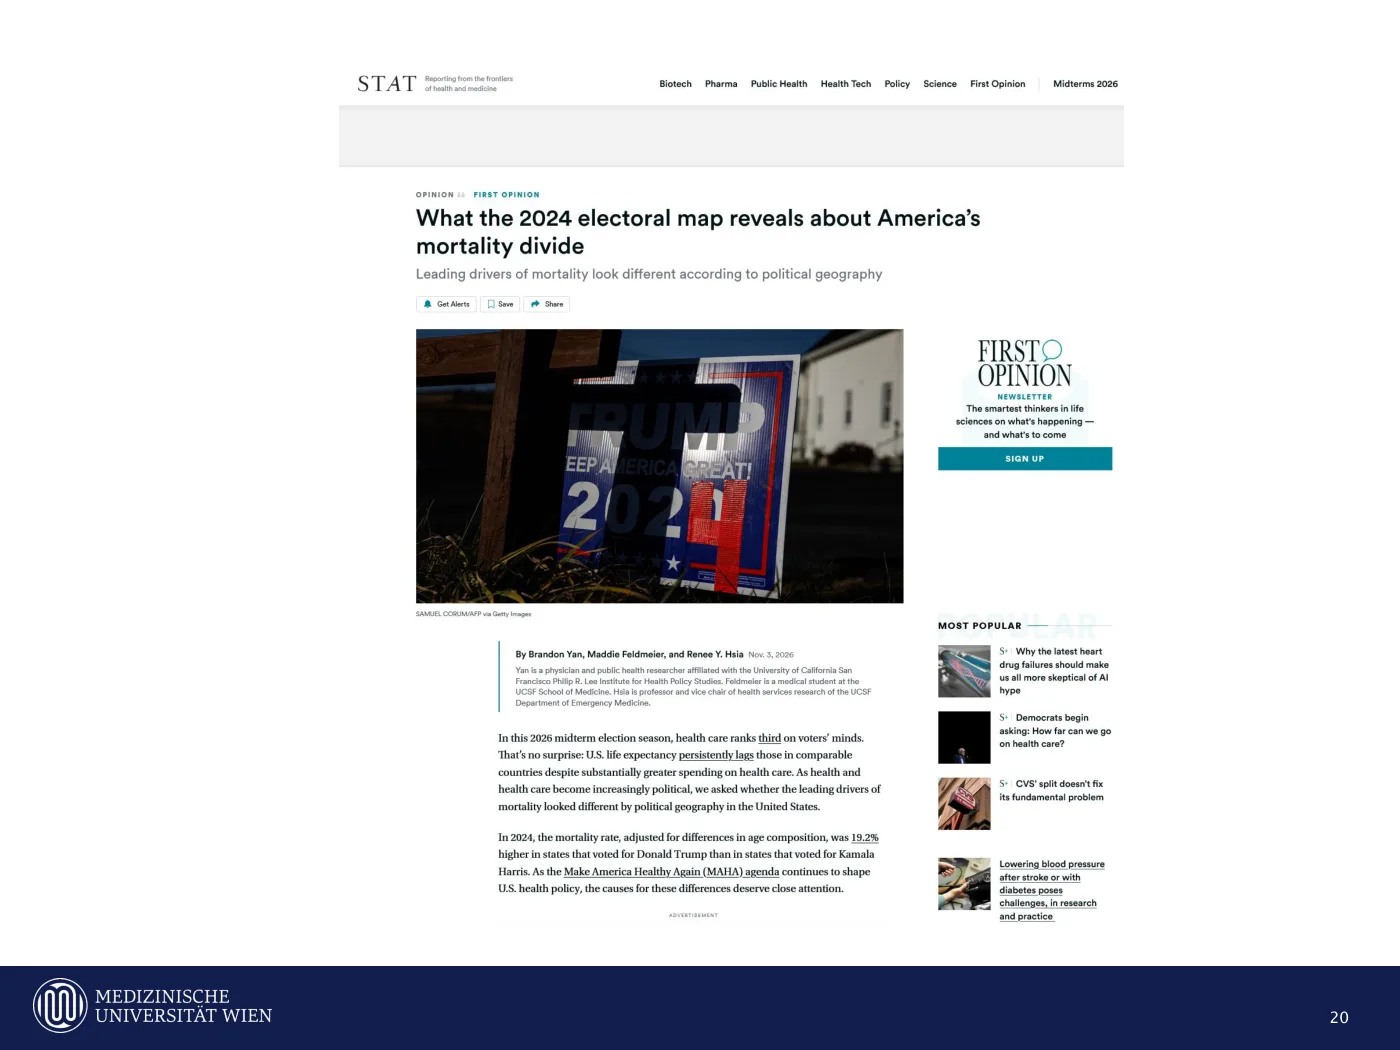 STAT
Reporting from the frontiers
of health and medicine
Biotech Pharma Public Health Health Tech Policy Science First Opinion Midterms 2026
OPINION FIRST OPINION
What the 2024 electoral map reveals about America's
mortality divide
Leading drivers of mortality look different according to political geography
Get Alerts Save Share
TRUMP
EEP AMERICA GREAT!
2024
SAMUEL CORUM/AFP via Getty Images
By Brandon Yan, Maddie Feldmeier, and Renee Y. Hsia Nov. 3, 2026
Yan is a physician and public health researcher affiliated with the University of California San
Francisco Philip R. Lee Institute for Health Policy Studies. Feldmeier is a medical student at the
UCSF School of Medicine. Hsia is professor and vice chair of health services research of the UCSF
Department of Emergency Medicine.
In this 2026 midterm election season, health care ranks third on voters' minds.
That's no surprise: U.S. life expectancy persistently lags those in comparable
countries despite substantially greater spending on health care. As health and
health care become increasingly political, we asked whether the leading drivers of
mortality looked different by political geography in the United States.
In 2024, the mortality rate, adjusted for differences in age composition, was 19.2%
higher in states that voted for Donald Trump than in states that voted for Kamala
Harris. As the Make America Healthy Again (MAHA) agenda continues to shape
U.S. health policy, the causes for these differences deserve close attention.
ADVERTISEMENT
FIRST
OPINION
NEWSLETTER
The smartest thinkers in life
sciences on what's happening —
and what's to come
SIGN UP
POPULAR
MOST POPULAR
S+ Why the latest heart
drug failures should make
us all more skeptical of AI
hype
S+ Democrats begin
asking: How far can we go
on health care?
S+ CVS' split doesn't fix
its fundamental problem
Lowering blood pressure
after stroke or with
diabetes poses
challenges, in research
and practice
MEDIZINISCHE
UNIVERSITÄT WIEN
20